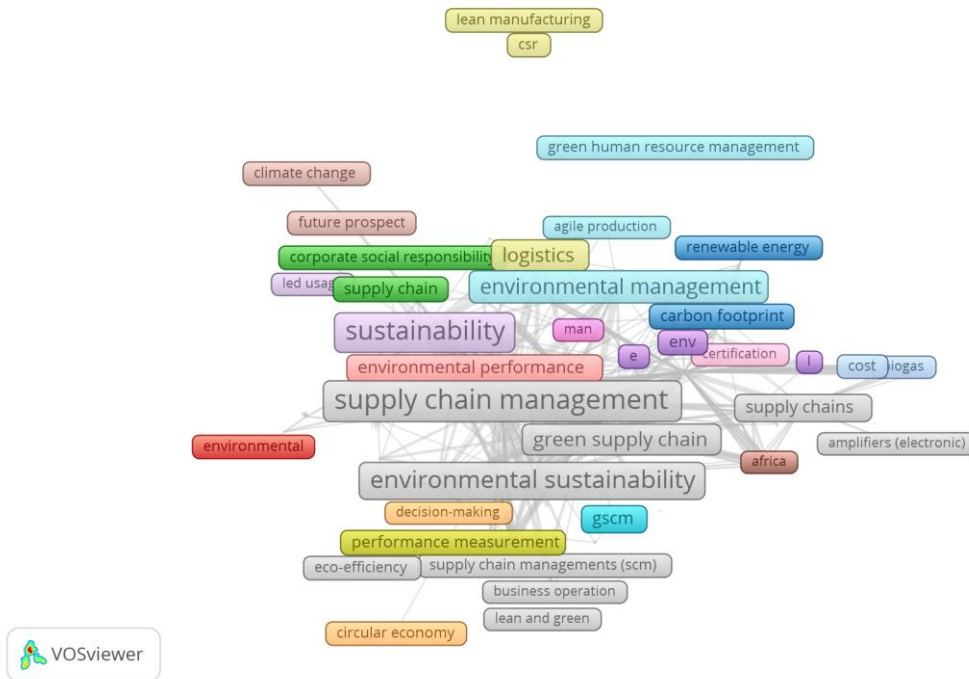 lean manufacturing
csr
green human resource management
climate change
future prospect
agile production
renewable energy
corporate social responsibility
logistics
led usag
supply chain
environmental management
carbon footprint
sustainability
man
env
certification
e
l
cost
biogas
environmental performance
supply chain management
supply chains
green supply chain
amplifiers (electronic)
environmental
africa
environmental sustainability
decision-making
gscm
performance measurement
eco-efficiency
supply chain managements (scm)
business operation
lean and green
circular economy
VOSviewer